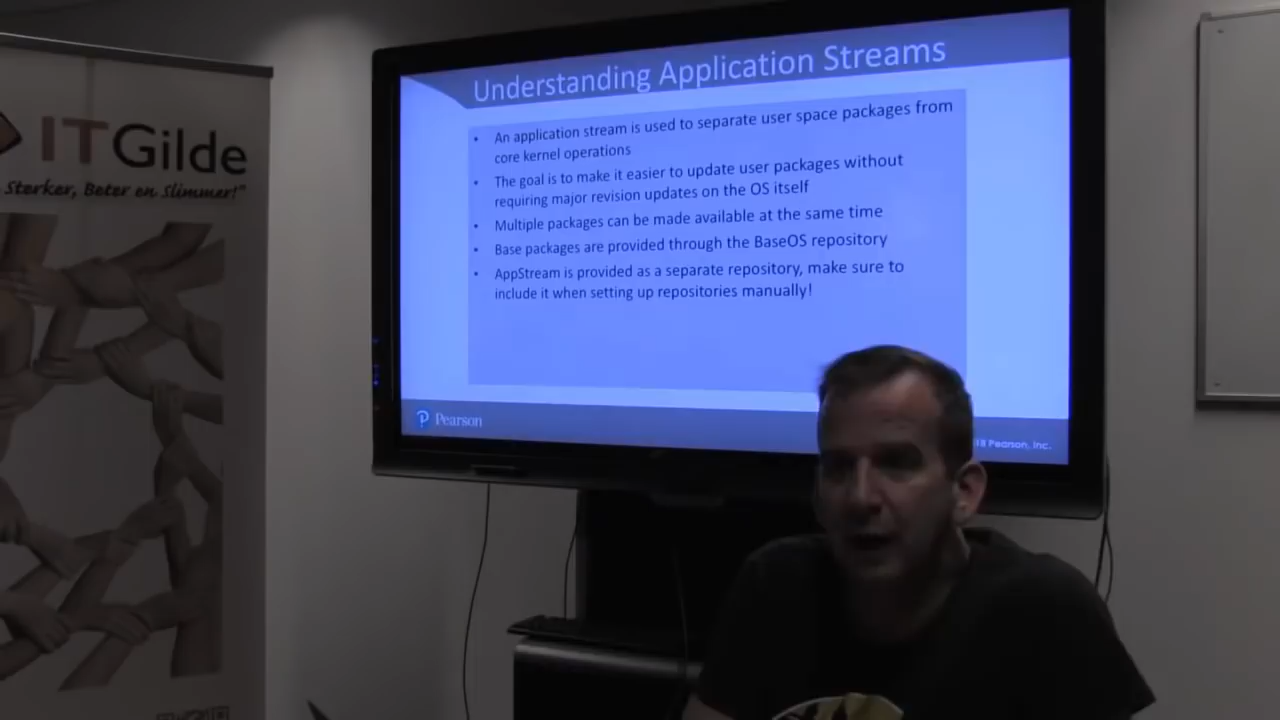 ITGilde
Sterker, Beter en Slimmer!"
Understanding Application Streams
• An application stream is used to separate user space packages from
core kernel operations
• The goal is to make it easier to update user packages without
requiring major revision updates on the OS itself
• Multiple packages can be made available at the same time
• Base packages are provided through the BaseOS repository
• AppStream is provided as a separate repository, make sure to
include it when setting up repositories manually!
Pearson
Pearson, Inc.